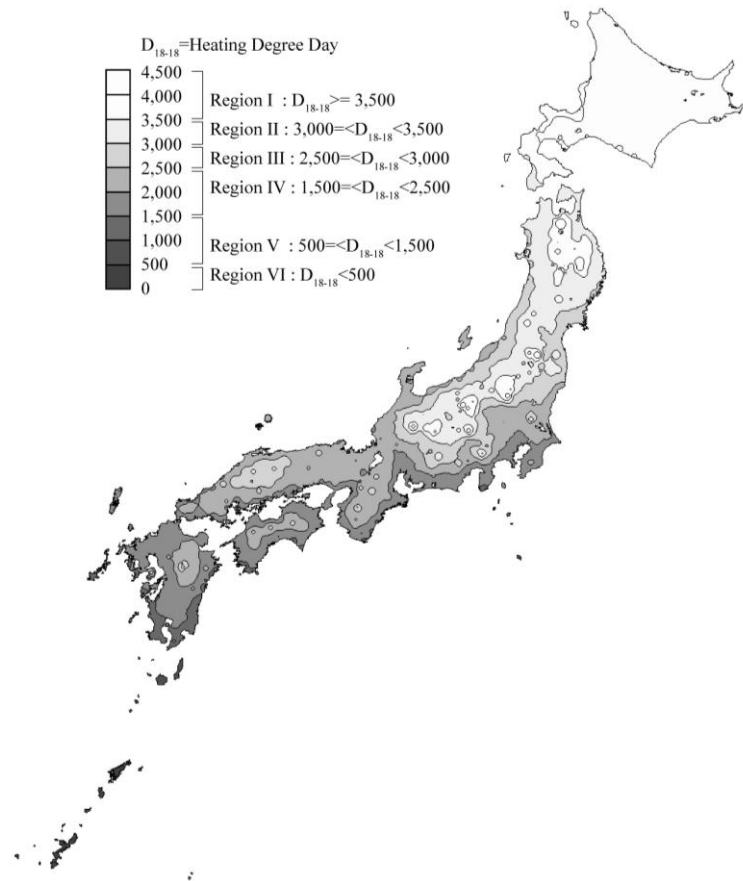 D18-18=Heating Degree Day
4,500
4,000
Region I : D18-18>= 3,500
3,500
Region II : 3,000=<D18-18<3,500
3,000
Region III : 2,500=<D18-18<3,000
2,500
Region IV : 1,500=<D18-18<2,500
2,000
1,500
1,000
Region V : 500=<D18-18<1,500
500
Region VI : D18-18<500
0